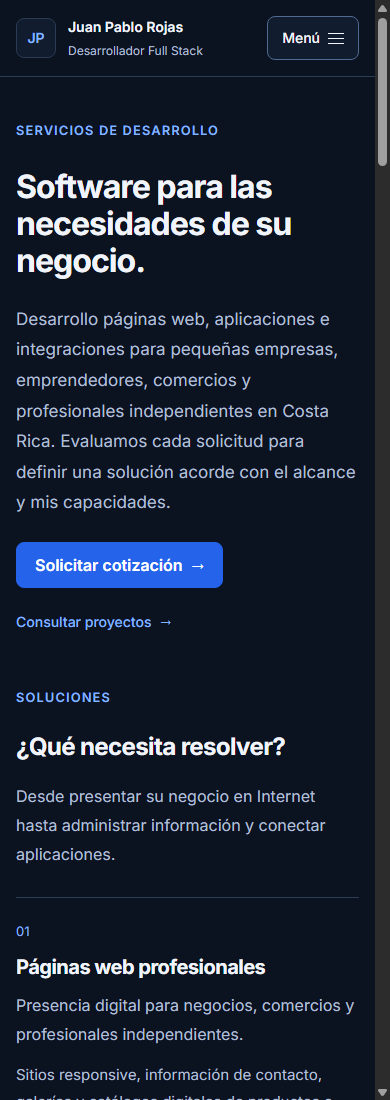 JP
Juan Pablo Rojas
Desarrollador Full Stack
Menú
SERVICIOS DE DESARROLLO
Software para las
necesidades de su
negocio.
Desarrollo páginas web, aplicaciones e
integraciones para pequeñas empresas,
emprendedores, comercios y
profesionales independientes en Costa
Rica. Evaluamos cada solicitud para
definir una solución acorde con el alcance
y mis capacidades.
Solicitar cotización →
Consultar proyectos →
SOLUCIONES
¿Qué necesita resolver?
Desde presentar su negocio en Internet
hasta administrar información y conectar
aplicaciones.
01
Páginas web profesionales
Presencia digital para negocios, comercios y
profesionales independientes.
Sitios responsive, información de contacto,